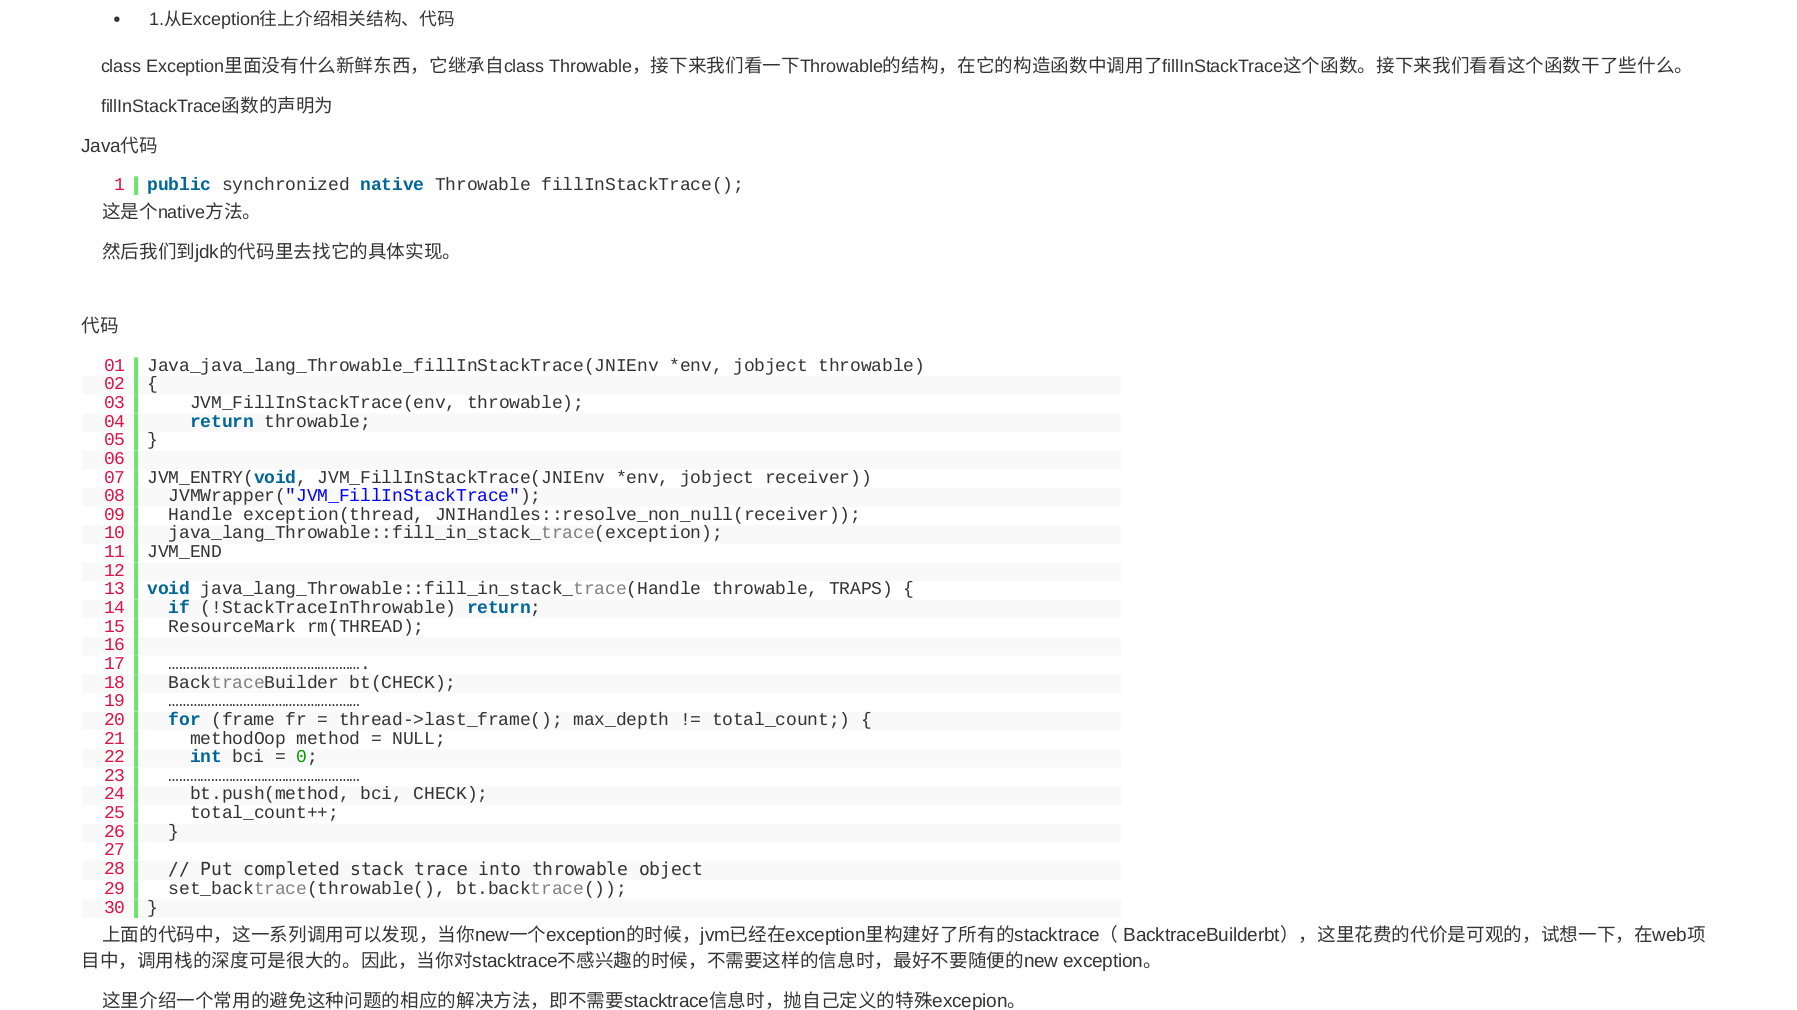 • 1.从Exception往上介绍相关结构、代码
class Exception里面没有什么新鲜东西，它继承自class Throwable，接下来我们看一下Throwable的结构，在它的构造函数中调用了fillInStackTrace这个函数。接下来我们看看这个函数干了些什么。
fillInStackTrace函数的声明为
Java代码
1 public synchronized native Throwable fillInStackTrace();
这是个native方法。
然后我们到jdk的代码里去找它的具体实现。
代码
01 Java_java_lang_Throwable_fillInStackTrace(JNIEnv *env, jobject throwable)
02 {
03     JVM_FillInStackTrace(env, throwable);
04     return throwable;
05 }
06
07 JVM_ENTRY(void, JVM_FillInStackTrace(JNIEnv *env, jobject receiver))
08   JVMWrapper("JVM_FillInStackTrace");
09   Handle exception(thread, JNIHandles::resolve_non_null(receiver));
10   java_lang_Throwable::fill_in_stack_trace(exception);
11 JVM_END
12
13 void java_lang_Throwable::fill_in_stack_trace(Handle throwable, TRAPS) {
14   if (!StackTraceInThrowable) return;
15   ResourceMark rm(THREAD);
16
17   ………………………………………………….
18   BacktraceBuilder bt(CHECK);
19   …………………………………………………
20   for (frame fr = thread->last_frame(); max_depth != total_count;) {
21     methodOop method = NULL;
22     int bci = 0;
23   …………………………………………………
24     bt.push(method, bci, CHECK);
25     total_count++;
26   }
27
28   // Put completed stack trace into throwable object
29   set_backtrace(throwable(), bt.backtrace());
30 }
上面的代码中，这一系列调用可以发现，当你new一个exception的时候，jvm已经在exception里构建好了所有的stacktrace（ BacktraceBuilderbt），这里花费的代价是可观的，试想一下，在web项
目中，调用栈的深度可是很大的。因此，当你对stacktrace不感兴趣的时候，不需要这样的信息时，最好不要随便的new exception。
这里介绍一个常用的避免这种问题的相应的解决方法，即不需要stacktrace信息时，抛自己定义的特殊excepion。